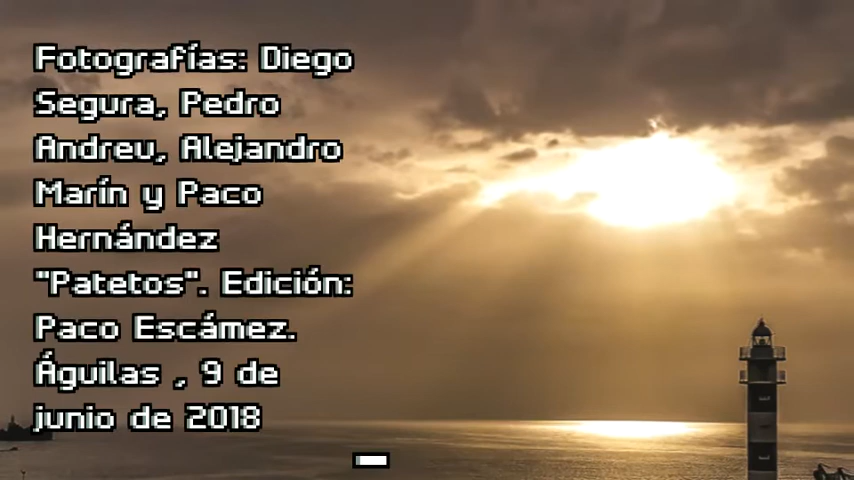 Fotografías: Diego
Segura, Pedro
Andreu, Alejandro
Marín y Paco
Hernández
"Patetos". Edición:
Paco Escámez.
Águilas , 9 de
junio de 2018